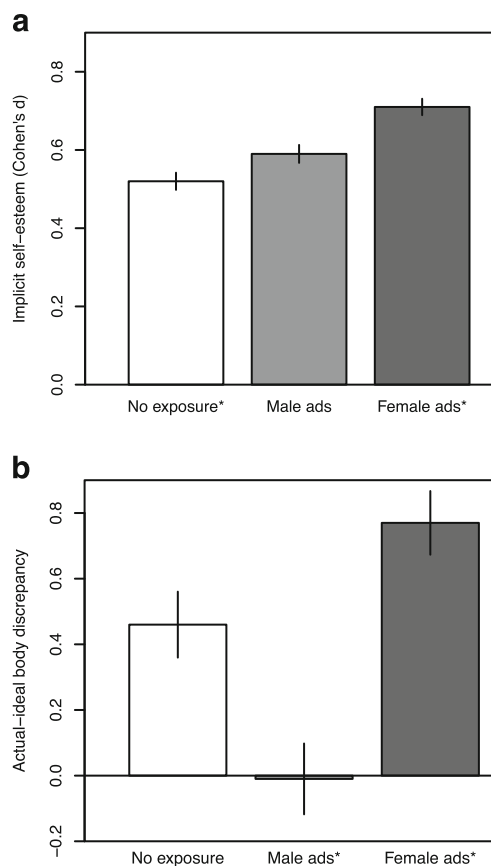 a
Implicit self−esteem (Cohen's d)
0.8
0.6
0.4
0.2
0.0
No exposure*
Male ads
Female ads*
b
Actual−ideal body discrepancy
0.8
0.6
0.4
0.2
0.0
−0.2
No exposure
Male ads*
Female ads*